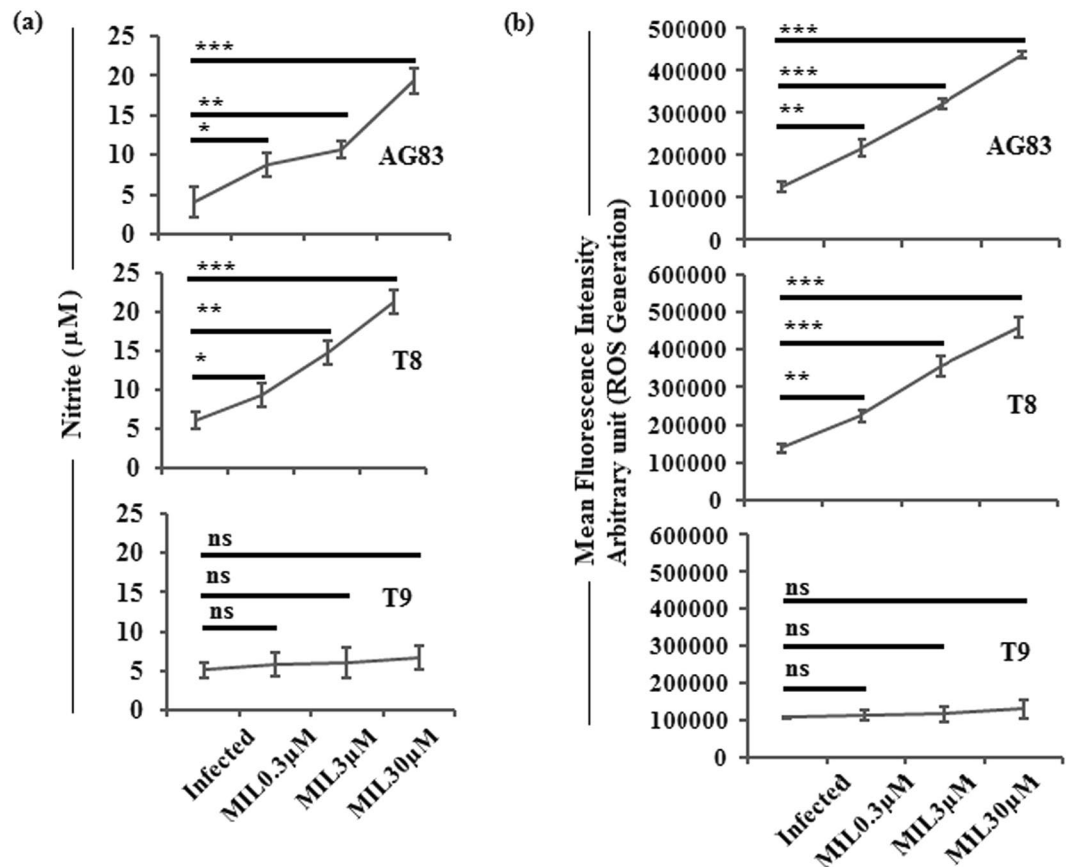 (a)
Nitrite (µM)
25
20
15
10
5
0
***
**
*
AG83
25
20
15
10
5
0
***
**
*
T8
25
20
15
10
5
0
ns
ns
ns
T9
Infected
MIL0.3µM
MIL3µM
MIL30µM
(b)
Mean Fluorescence Intensity
Arbitrary unit (ROS Generation)
500000
400000
300000
200000
100000
0
***
***
**
AG83
600000
500000
400000
300000
200000
100000
0
***
***
**
T8
600000
500000
400000
300000
200000
100000
0
ns
ns
ns
T9
Infected
MIL0.3µM
MIL3µM
MIL30µM